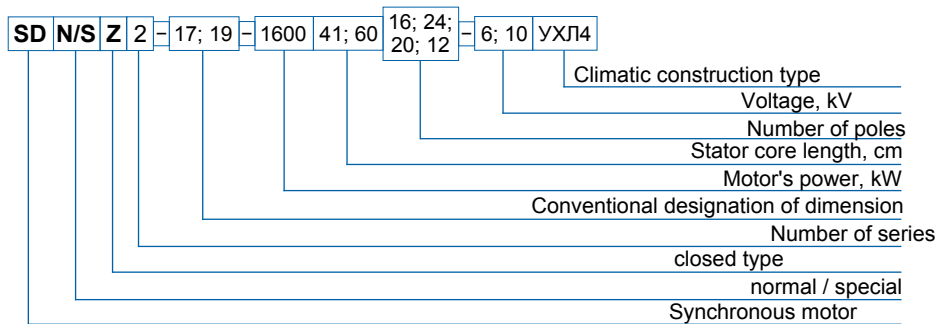 SD N/S Z 2 – 17; 19 – 1600 41; 60 16; 24; 20; 12 – 6; 10 УХЛ4
Climatic construction type
Voltage, kV
Number of poles
Stator core length, cm
Motor's power, kW
Conventional designation of dimension
Number of series
closed type
normal / special
Synchronous motor